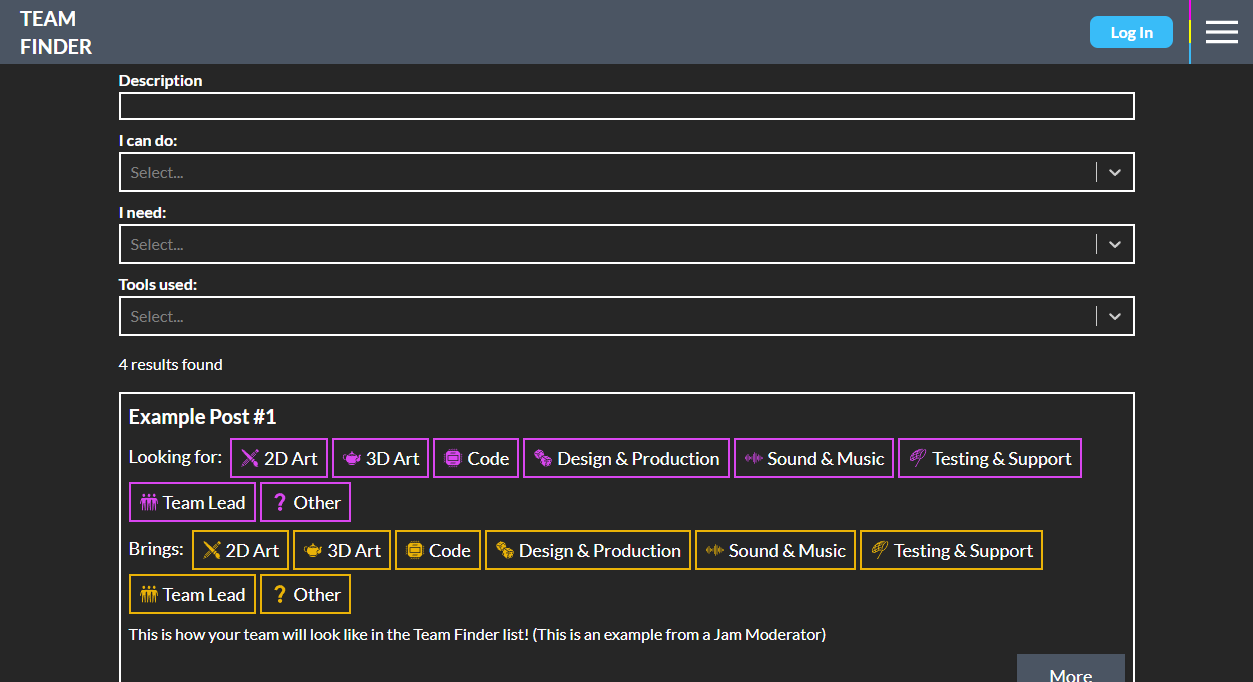 TEAM
FINDER
Log In
Description
I can do:
Select...
I need:
Select...
Tools used:
Select...
4 results found
Example Post #1
Looking for: 2D Art 3D Art Code Design & Production Sound & Music Testing & Support
Team Lead ? Other
Brings: 2D Art 3D Art Code Design & Production Sound & Music Testing & Support
Team Lead ? Other
This is how your team will look like in the Team Finder list! (This is an example from a Jam Moderator)
More